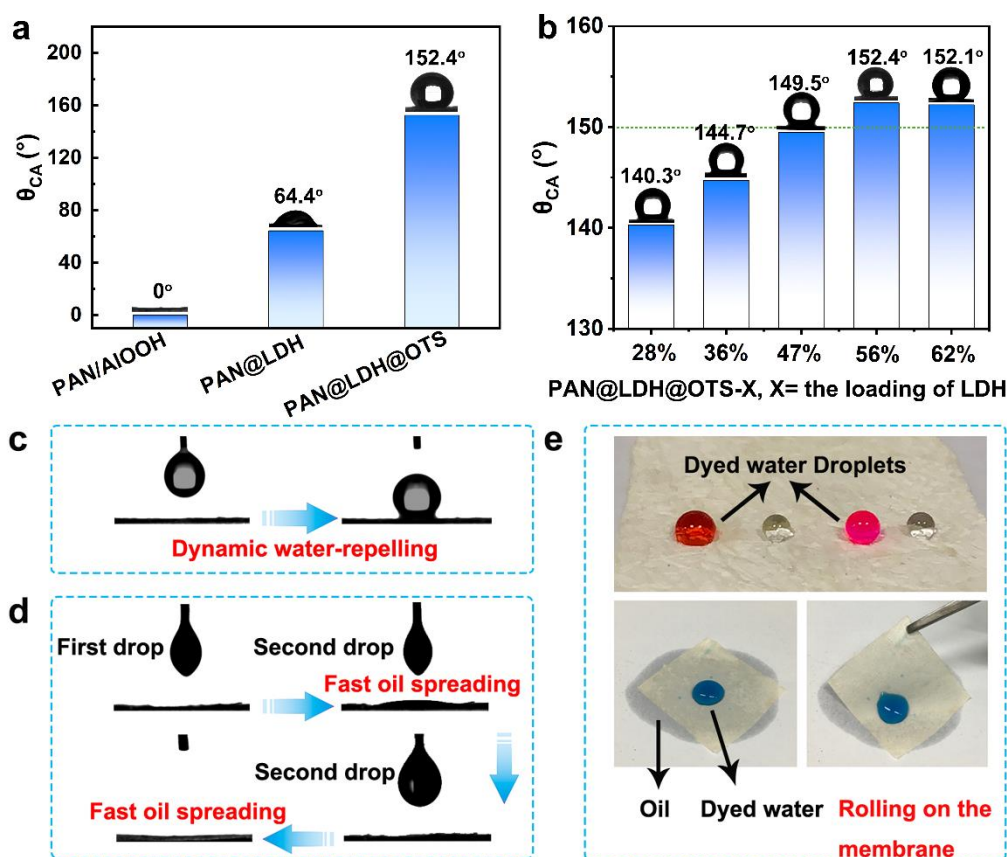 a
θCA (°)
200
160
120
80
40
0
0°
64.4°
152.4°
PAN/AlOOH
PAN@LDH
PAN@LDH@OTS
b
θCA (°)
160
150
140
130
140.3°
144.7°
149.5°
152.4°
152.1°
28%
36%
47%
56%
62%
PAN@LDH@OTS-X, X= the loading of LDH
c
Dynamic water-repelling
d
First drop
Second drop
Fast oil spreading
Second drop
Fast oil spreading
e
Dyed water Droplets
Oil
Dyed water
Rolling on the
membrane